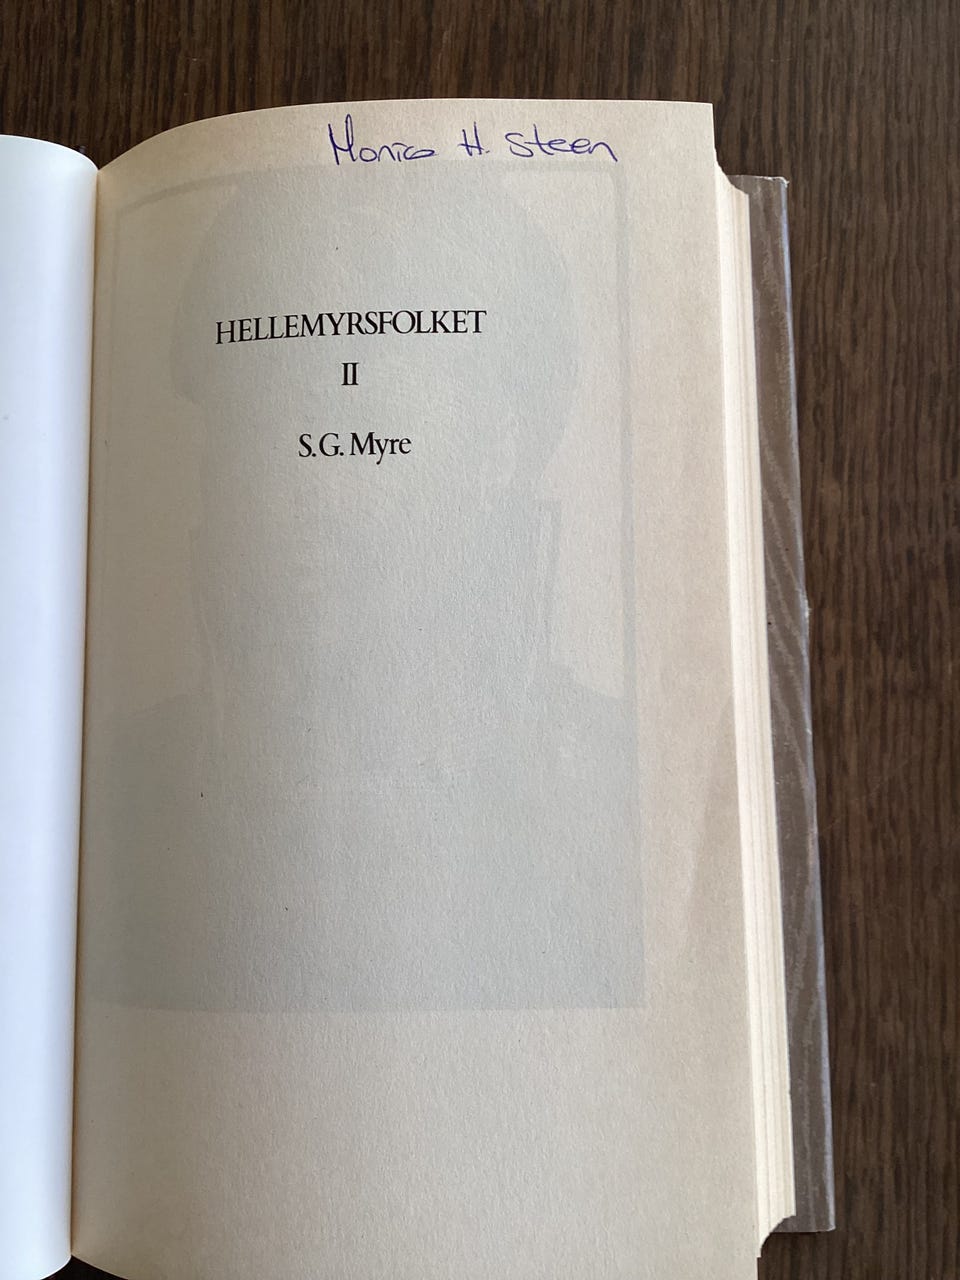 Monica H. Steen
HELLEMYRSFOLKET
II
S.G. Myre